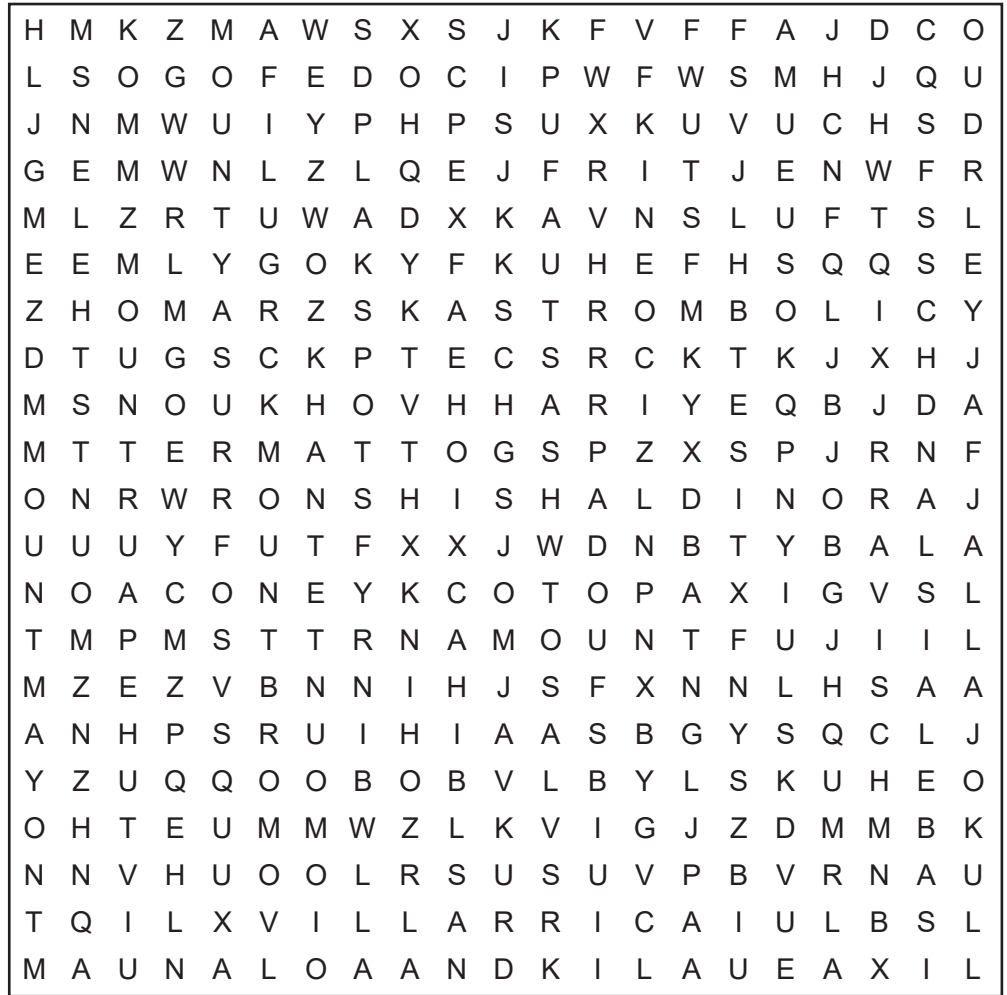 H M K Z M A W S X S J K F V F F A J D C O
L S O G O F E D O C I P W F W S M H J Q U
J N M W U I Y P H P S U X K U V U C H S D
G E M W N L Z L Q E J F R I T J E N W F R
M L Z R T U W A D X K A V N S L U F T S L
E E M L Y G O K Y F K U H E F H S Q Q S E
Z H O M A R Z S K A S T R O M B O L I C Y
D T U G S C K P T E C S R C K T K J X H J
M S N O U K H O V H H A R I Y E Q B J D A
M T T E R M A T T O G S P Z X S P J R N F
O N R W R O N S H I S H A L D I N O R A J
U U U Y F U T F X X J W D N B T Y B A L A
N O A C O N E Y K C O T O P A X I G V S L
T M P M S T T R N A M O U N T F U J I I L
M Z E Z V B N N I H J S F X N N L H S A A
A N H P S R U I H I A A S B G Y S Q C L J
Y Z U Q Q O O B O B V L B Y L S K U H E O
O H T E U M M W Z L K V I G J Z D M M B K
N N V H U O O L R S U S U V P B V R N A U
T Q I L X V I L L A R R I C A I U L B S L
M A U N A L O A A N D K I L A U E A X I L